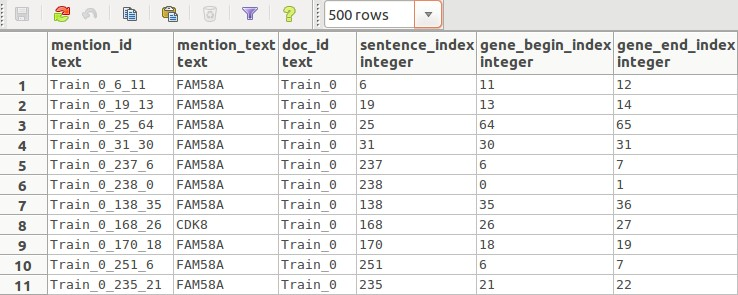 500 rows
mention_id mention_text doc_id sentence_index gene_begin_index gene_end_index
text text text integer integer integer
1 Train_0_6_11 FAM58A Train_0 6 11 12
2 Train_0_19_13 FAM58A Train_0 19 13 14
3 Train_0_25_64 FAM58A Train_0 25 64 65
4 Train_0_31_30 FAM58A Train_0 31 30 31
5 Train_0_237_6 FAM58A Train_0 237 6 7
6 Train_0_238_0 FAM58A Train_0 238 0 1
7 Train_0_138_35 FAM58A Train_0 138 35 36
8 Train_0_168_26 CDK8 Train_0 168 26 27
9 Train_0_170_18 FAM58A Train_0 170 18 19
10 Train_0_251_6 FAM58A Train_0 251 6 7
11 Train_0_235_21 FAM58A Train_0 235 21 22